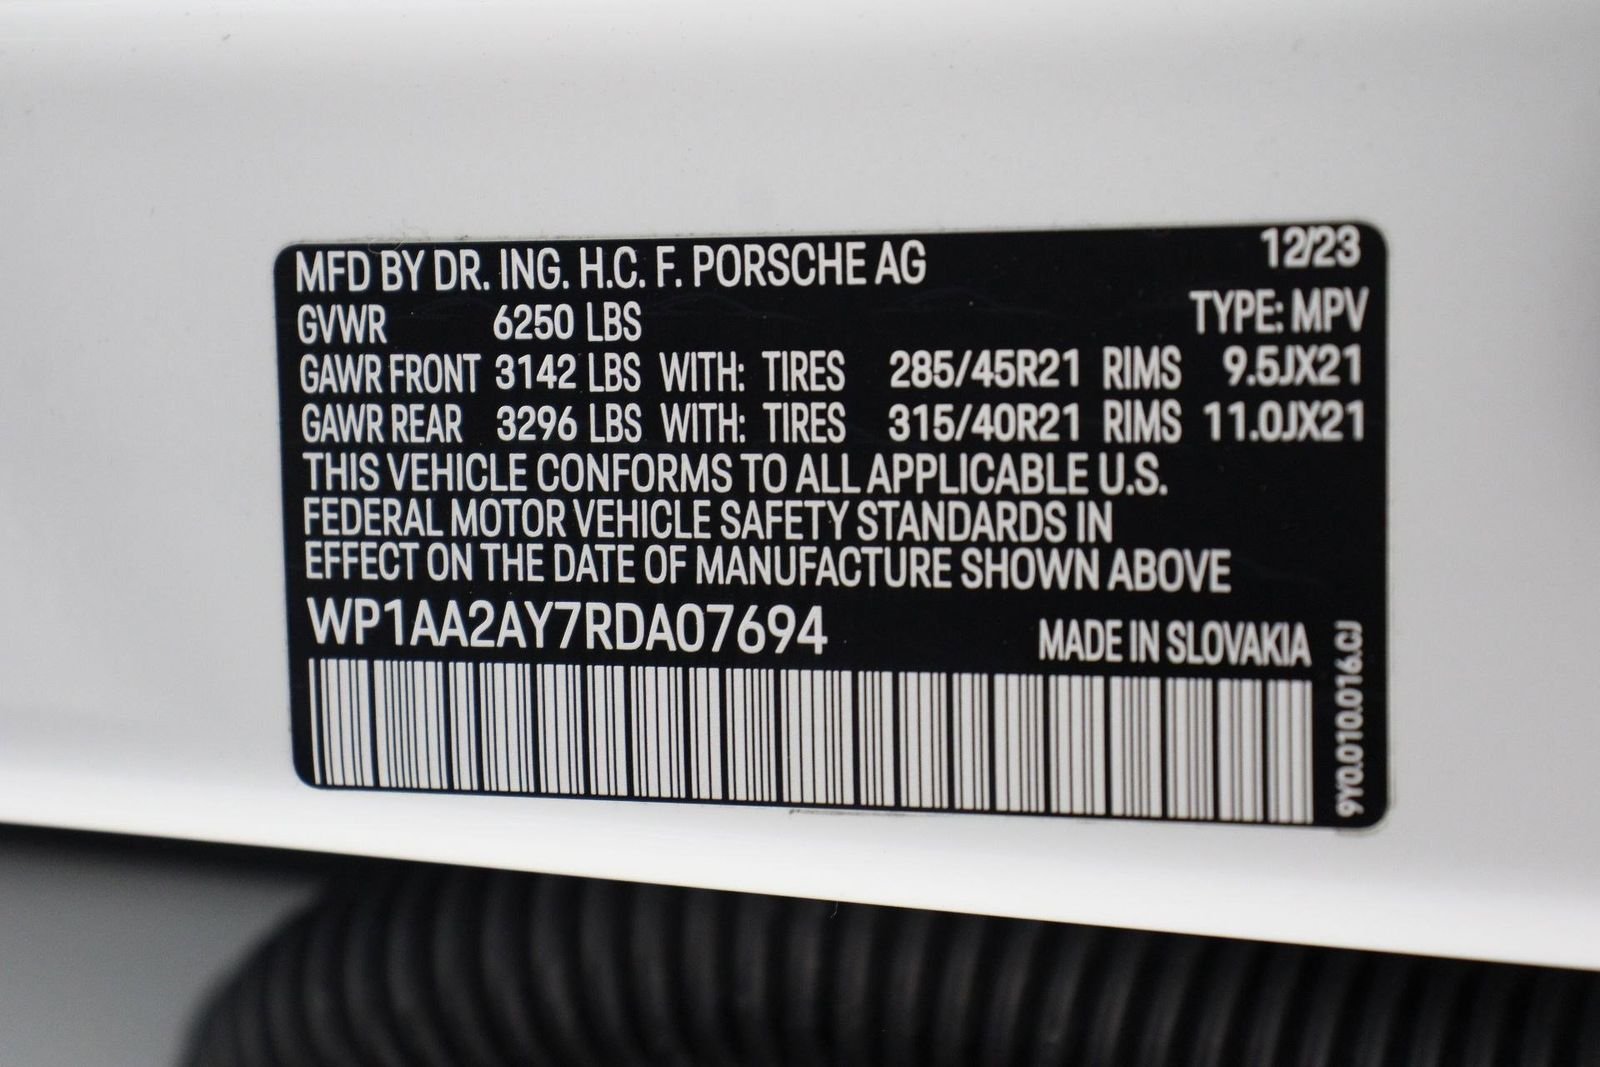 MFD BY DR. ING. H.C. F. PORSCHE AG 12/23
GVWR 6250 LBS TYPE: MPV
GAWR FRONT 3142 LBS WITH: TIRES 285/45R21 RIMS 9.5JX21
GAWR REAR 3296 LBS WITH: TIRES 315/40R21 RIMS 11.0JX21
THIS VEHICLE CONFORMS TO ALL APPLICABLE U.S.
FEDERAL MOTOR VEHICLE SAFETY STANDARDS IN
EFFECT ON THE DATE OF MANUFACTURE SHOWN ABOVE
WP1AA2AY7RDA07694 MADE IN SLOVAKIA
9Y0.010.016.CJ